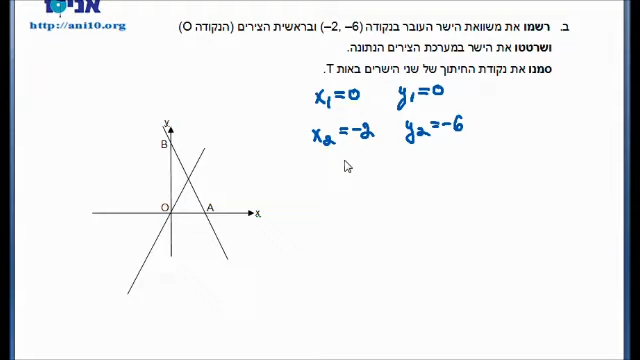 http://ani10.org
ב. רשמו את משוואת הישר העובר בנקודה (-2, -6) ובראשית הצירים (הנקודה O)
ושרטטו את הישר במערכת הצירים הנתונה.
סמנו את נקודת החיתוך של שני הישרים באות T.
x₁=0 y₁=0
x₂=-2 y₂=-6
y
B
O A x